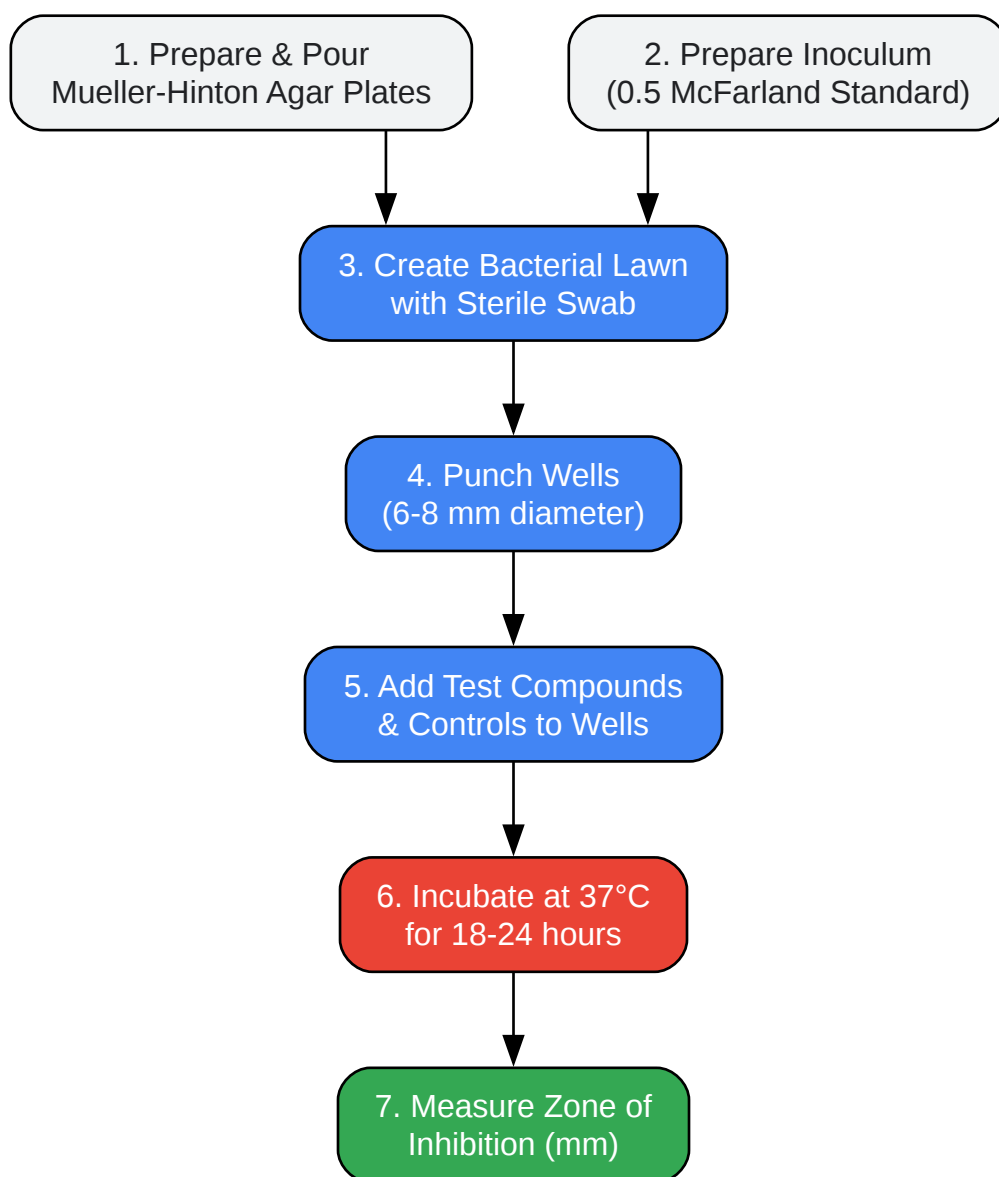 1. Prepare & Pour
Mueller-Hinton Agar Plates
2. Prepare Inoculum
(0.5 McFarland Standard)
3. Create Bacterial Lawn
with Sterile Swab
4. Punch Wells
(6-8 mm diameter)
5. Add Test Compounds
& Controls to Wells
6. Incubate at 37°C
for 18-24 hours
7. Measure Zone of
Inhibition (mm)